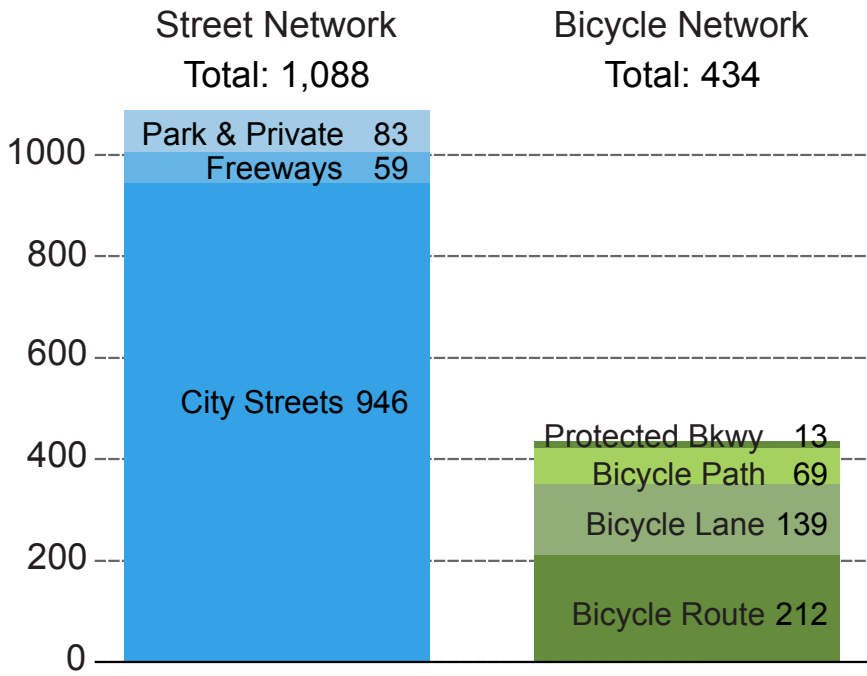 Street Network
Total: 1,088
Bicycle Network
Total: 434
1000
800
600
400
200
0
Park & Private 83
Freeways 59
City Streets 946
Protected Bkwy 13
Bicycle Path 69
Bicycle Lane 139
Bicycle Route 212